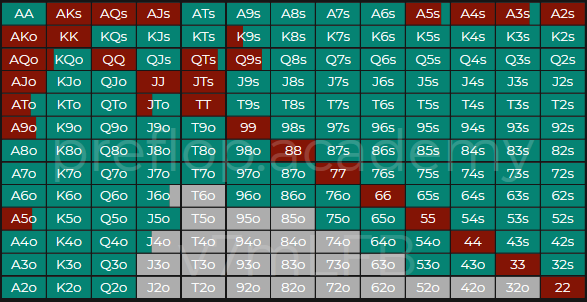 AA AKs AQs AJs ATs A9s A8s A7s A6s A5s A4s A3s A2s
AKo KK KQs KJs KTs K9s K8s K7s K6s K5s K4s K3s K2s
AQo KQo QQ QJs QTs Q9s Q8s Q7s Q6s Q5s Q4s Q3s Q2s
AJo KJo QJo JJ JTs J9s J8s J7s J6s J5s J4s J3s J2s
ATo KTo QTo JTo TT T9s T8s T7s T6s T5s T4s T3s T2s
A9o K9o Q9o J9o T9o 99 98s 97s 96s 95s 94s 93s 92s
A8o K8o Q8o J8o T8o 98o 88 87s 86s 85s 84s 83s 82s
preflop.academy
A7o K7o Q7o J7o T7o 97o 87o 77 76s 75s 74s 73s 72s
A6o K6o Q6o J6o T6o 96o 86o 76o 66 65s 64s 63s 62s
A5o K5o Q5o J5o T5o 95o 85o 75o 65o 55 54s 53s 52s
A4o K4o Q4o J4o T4o 94o 84o 74o 64o 54o 44 43s 42s
A3o K3o Q3o J3o T3o 93o 83o 73o 63o 53o 43o 33 32s
A2o K2o Q2o J2o T2o 92o 82o 72o 62o 52o 42o 32o 22